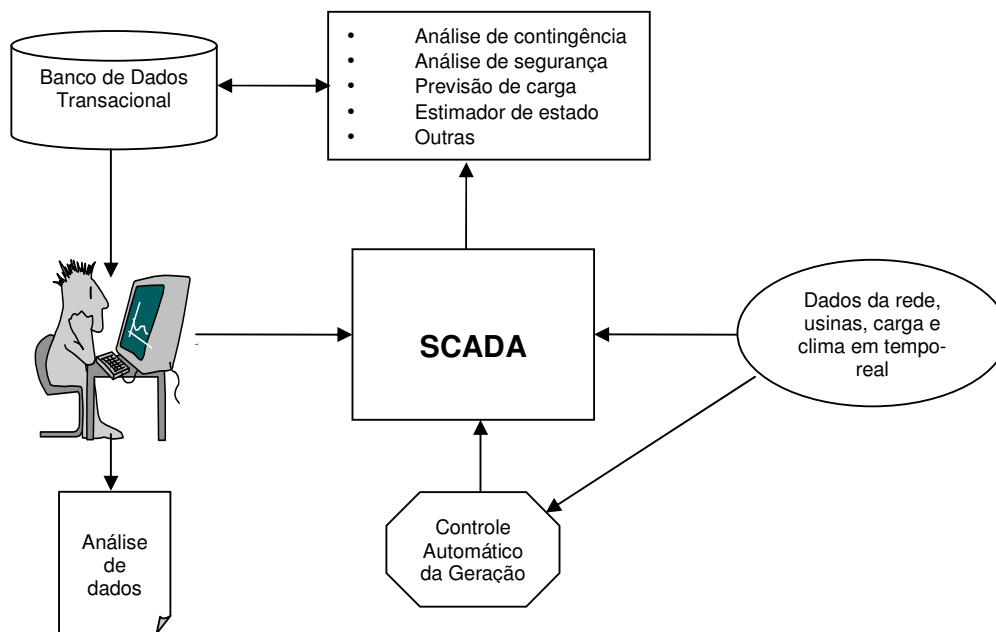 Banco de Dados
Transacional
• Análise de contingência
• Análise de segurança
• Previsão de carga
• Estimador de estado
• Outras
SCADA
Dados da rede,
usinas, carga e
clima em tempo-
real
Controle
Automático
da Geração
Análise
de
dados